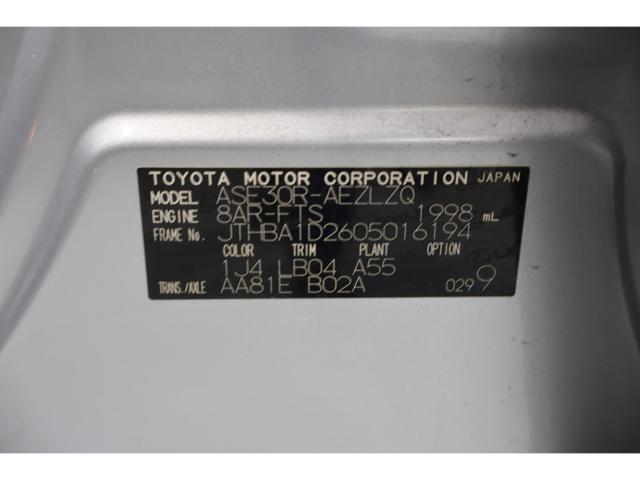 TOYOTA MOTOR CORPORATION JAPAN
MODEL ASE30R-AEZLZQ
ENGINE 8AR-FTS 1998 mL
FRAME No. JTHBA1D2605016194
COLOR TRIM PLANT OPTION
1J4 LB04 A55
TRANS./AXLE AA81E B02A 029 9